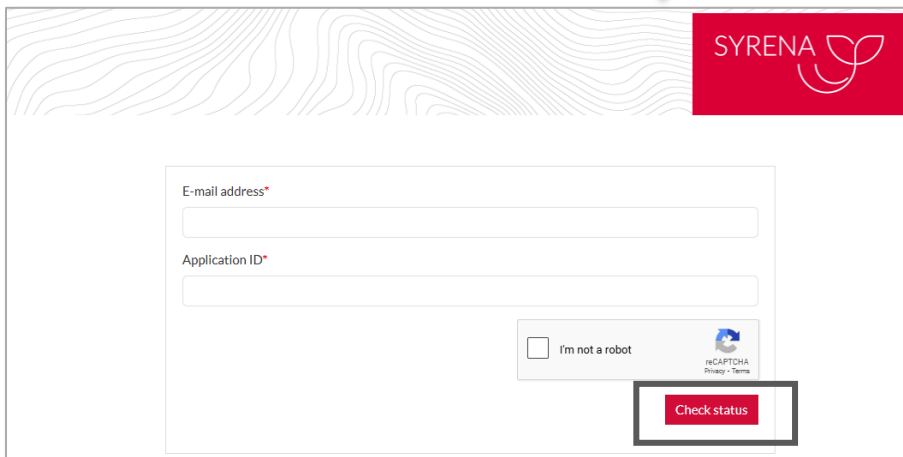 SYRENA
E-mail address*
Application ID*
I'm not a robot
reCAPTCHA
Privacy - Terms
Check status